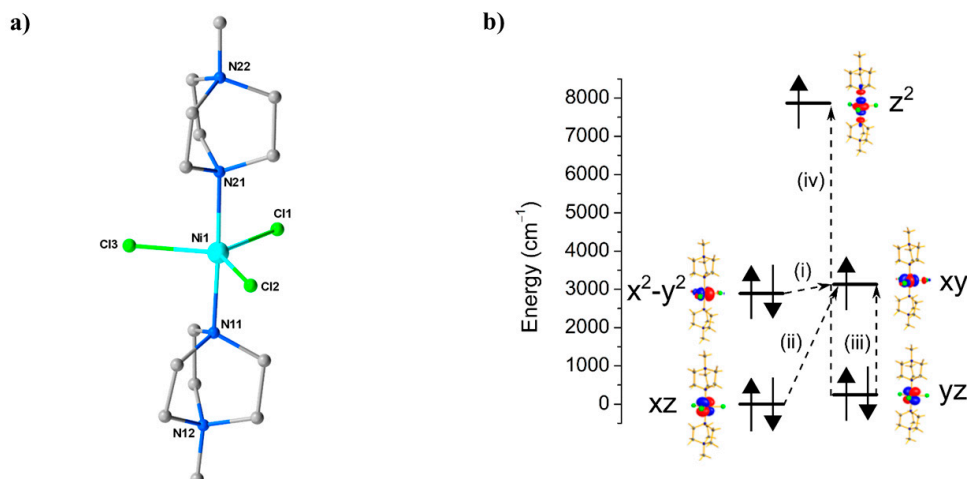 a)
N22
N21
Cl1
Ni1
Cl3
Cl2
N11
N12
b)
Energy (cm⁻¹)
8000
7000
6000
5000
4000
3000
2000
1000
0
z²
(iv)
x²-y²
(i)
xy
(ii)
(iii)
xz
yz